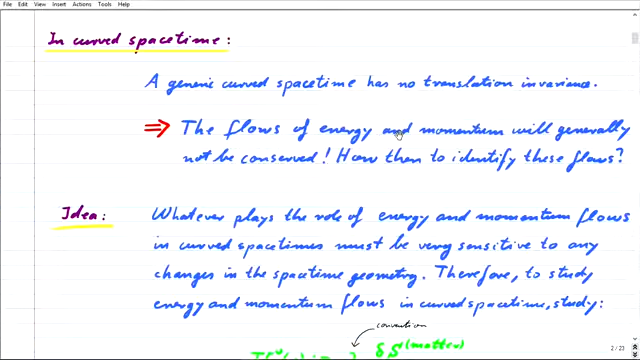 File Edit View Insert Actions Tools Help
In curved spacetime:
A generic curved spacetime has no translation invariance.
⇒ The flows of energy and momentum will generally
not be conserved! How then to identify these flows?
Idea: Whatever plays the role of energy and momentum flows
in curved spacetimes must be very sensitive to any
changes in the spacetime geometry. Therefore, to study
energy and momentum flows in curved spacetime, study:
convention
δ S'(matter)
2 / 23